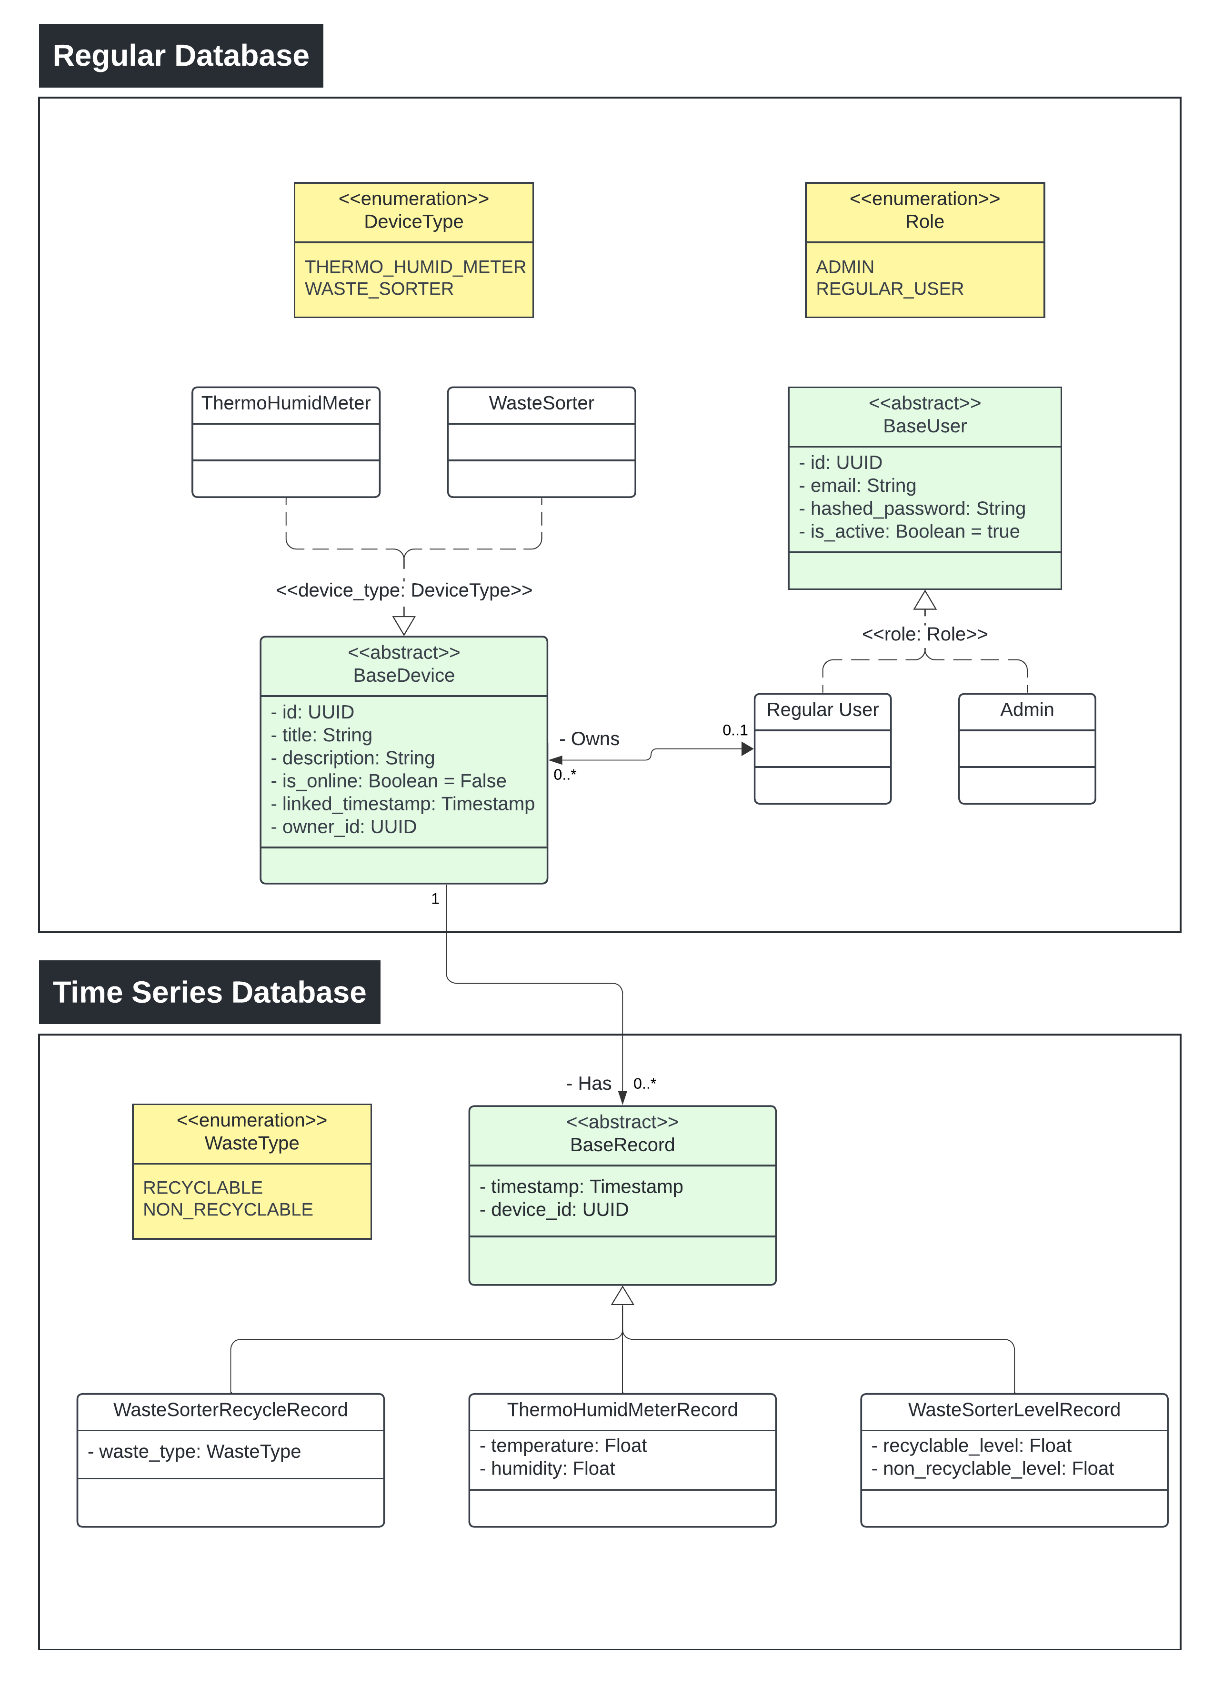 Regular Database
<<enumeration>>
DeviceType
THERMO_HUMID_METER
WASTE_SORTER
<<enumeration>>
Role
ADMIN
REGULAR_USER
ThermoHumidMeter
WasteSorter
<<abstract>>
BaseUser
- id: UUID
- email: String
- hashed_password: String
- is_active: Boolean = true
<<device_type: DeviceType>>
<<role: Role>>
<<abstract>>
BaseDevice
- id: UUID
- title: String
- description: String
- is_online: Boolean = False
- linked_timestamp: Timestamp
- owner_id: UUID
- Owns
0..*
0..1
Regular User
Admin
1
Time Series Database
- Has
0..*
<<enumeration>>
WasteType
RECYCLABLE
NON_RECYCLABLE
<<abstract>>
BaseRecord
- timestamp: Timestamp
- device_id: UUID
WasteSorterRecycleRecord
- waste_type: WasteType
ThermoHumidMeterRecord
- temperature: Float
- humidity: Float
WasteSorterLevelRecord
- recyclable_level: Float
- non_recyclable_level: Float